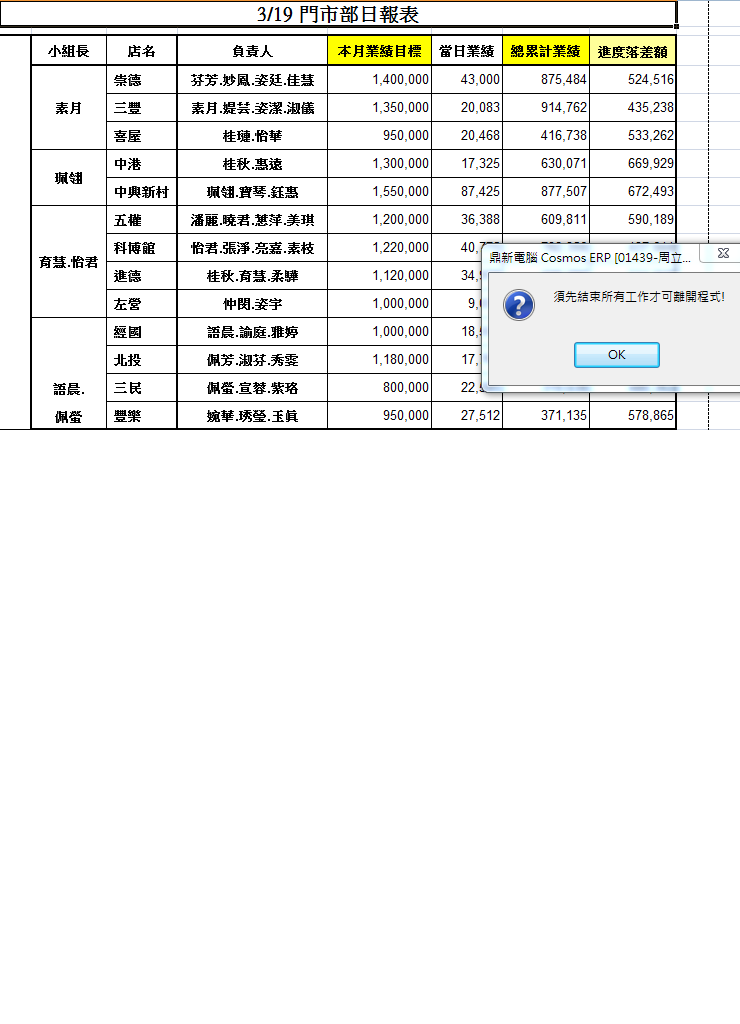 3/19 門市部日報表
小組長 店名 負責人 本月業績目標 當日業績 總累計業績 進度落差額
素月
崇德 芬芳.妙鳳.姿廷.佳慧 1,400,000 43,000 875,484 524,516
三豐 素月.媞芸.姿潔.淑儀 1,350,000 20,083 914,762 435,238
喜屋 桂璉.怡華 950,000 20,468 416,738 533,262
珮翎
中港 桂秋.惠遠 1,300,000 17,325 630,071 669,929
中興新村 珮翎.寶琴.鈺惠 1,550,000 87,425 877,507 672,493
育慧.怡君
五權 潘麗.曉君.慧萍.美琪 1,200,000 36,388 609,811 590,189
科博館 怡君.張淨.亮嘉.素枝 1,220,000 40,
進德 桂秋.育慧.柔驊 1,120,000 34,
左營 仲閔.姿宇 1,000,000 9,
語晨.
佩螢
經國 語晨.諭庭.雅婷 1,000,000 18,
北投 佩芳.淑芬.秀雯 1,180,000 17,
三民 佩螢.宣蓉.紫珞 800,000 22,
豐樂 婉華.琇瑩.玉眞 950,000 27,512 371,135 578,865
鼎新電腦 Cosmos ERP [01439-周立...
須先結束所有工作才可離開程式!
OK